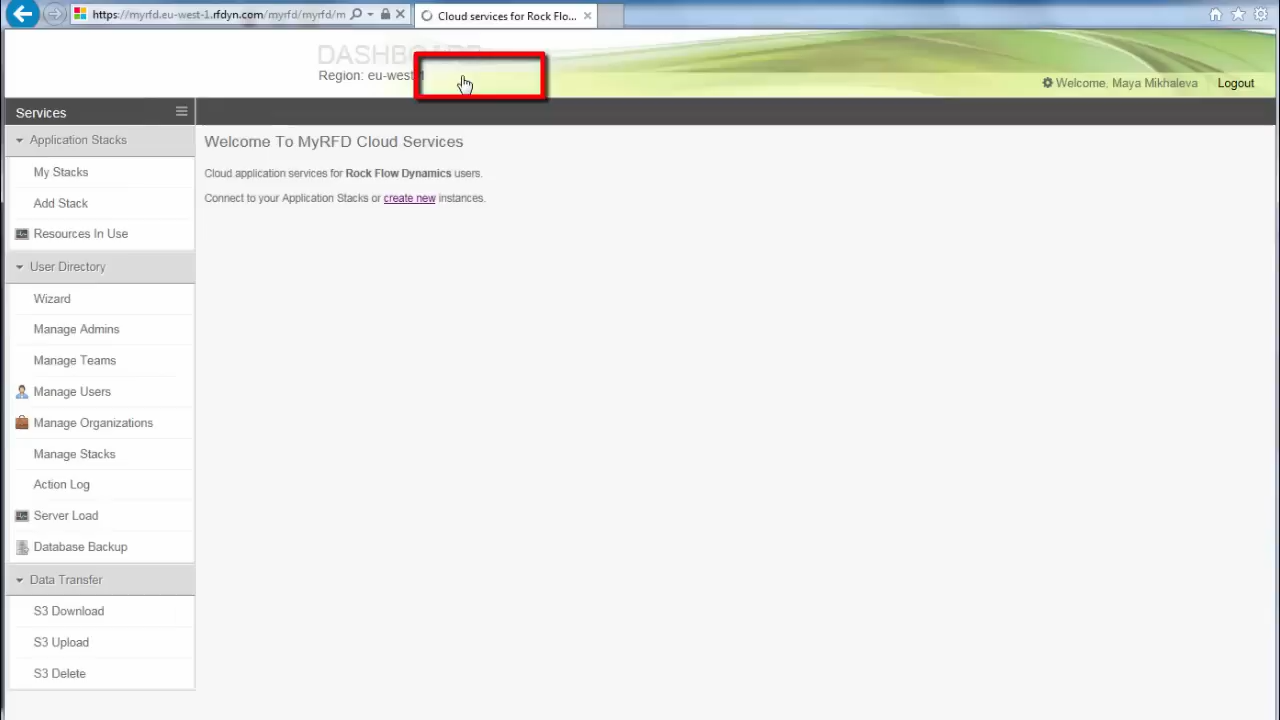 https://myrfd.eu-west-1.rfdyn.com/myrfd/myrfd/m
Cloud services for Rock Flo...
DASHBOARD
Region: eu-west-1
Welcome, Maya Mikhaleva
Logout
Services
Application Stacks
My Stacks
Add Stack
Resources In Use
User Directory
Wizard
Manage Admins
Manage Teams
Manage Users
Manage Organizations
Manage Stacks
Action Log
Server Load
Database Backup
Data Transfer
S3 Download
S3 Upload
S3 Delete
Welcome To MyRFD Cloud Services
Cloud application services for Rock Flow Dynamics users.
Connect to your Application Stacks or create new instances.